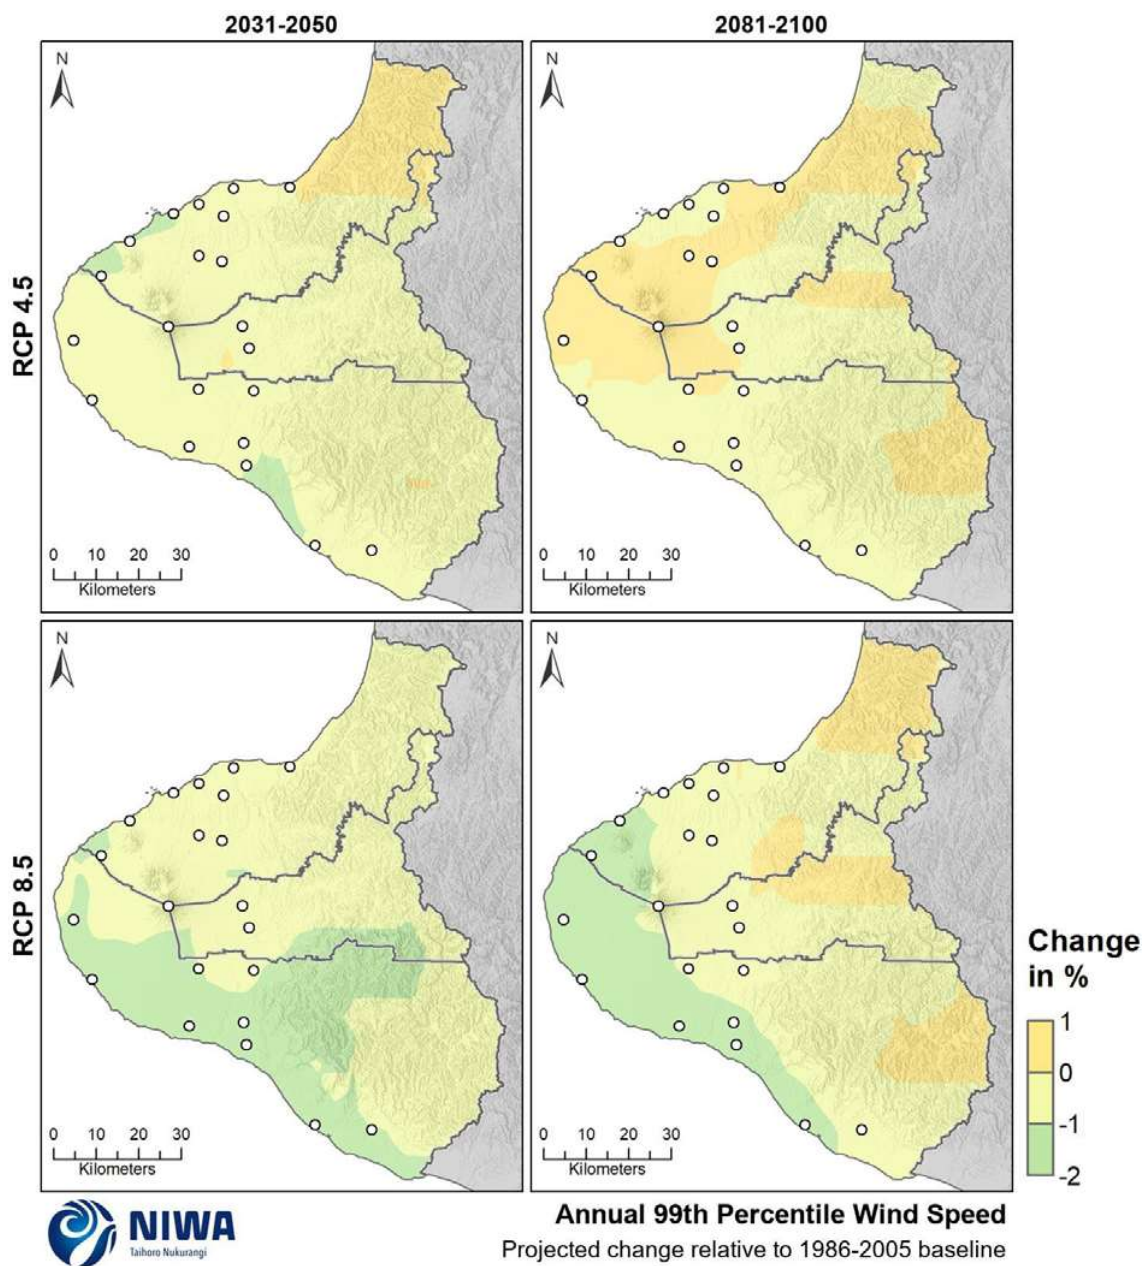 2031-2050
2081-2100
RCP 4.5
N
0 10 20 30
Kilometers
N
0 10 20 30
Kilometers
RCP 8.5
N
0 10 20 30
Kilometers
N
0 10 20 30
Kilometers
Change
in %
1
0
-1
-2
NIWA
Taihoro Nukurangi
Annual 99th Percentile Wind Speed
Projected change relative to 1986-2005 baseline